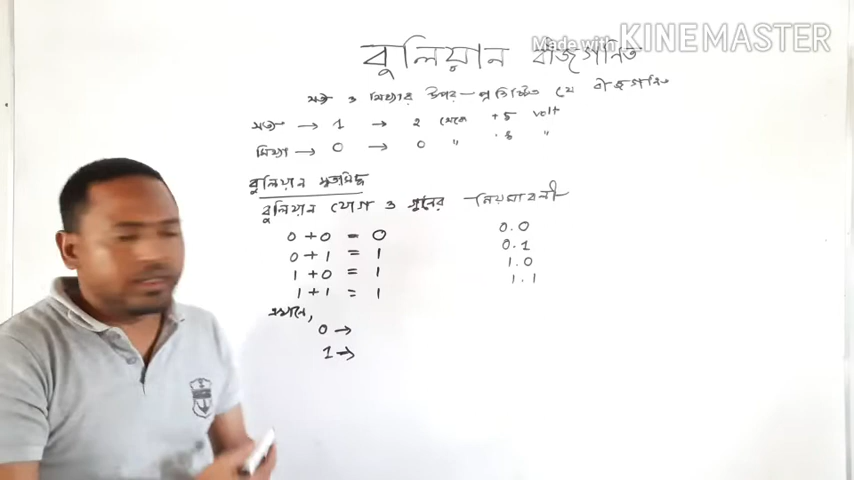 Made with KINEMASTER
বুলিয়ান বীজগনিত
সত্য ও মিথ্যার উপর প্রতিষ্টিত যে বীজগনিত
সত্য → 1 → 2 থেকে +5 volt
মিথ্যা → 0 → 0 " .8 "
বুলিয়ান স্বতঃসিদ্ধ
বুলিয়ান যোগ ও গুনের নিয়মাবলী
0+0 = 0 0.0
0+1 = 1 0.1
1+0 = 1 1.0
1+1 = 1 1.1
এখানে,
0 →
1 →